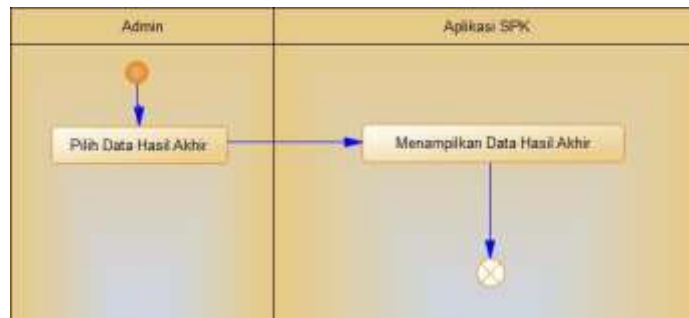 Admin
Aplikasi SPK
Pilih Data Hasil Akhir
Menampilkan Data Hasil Akhir